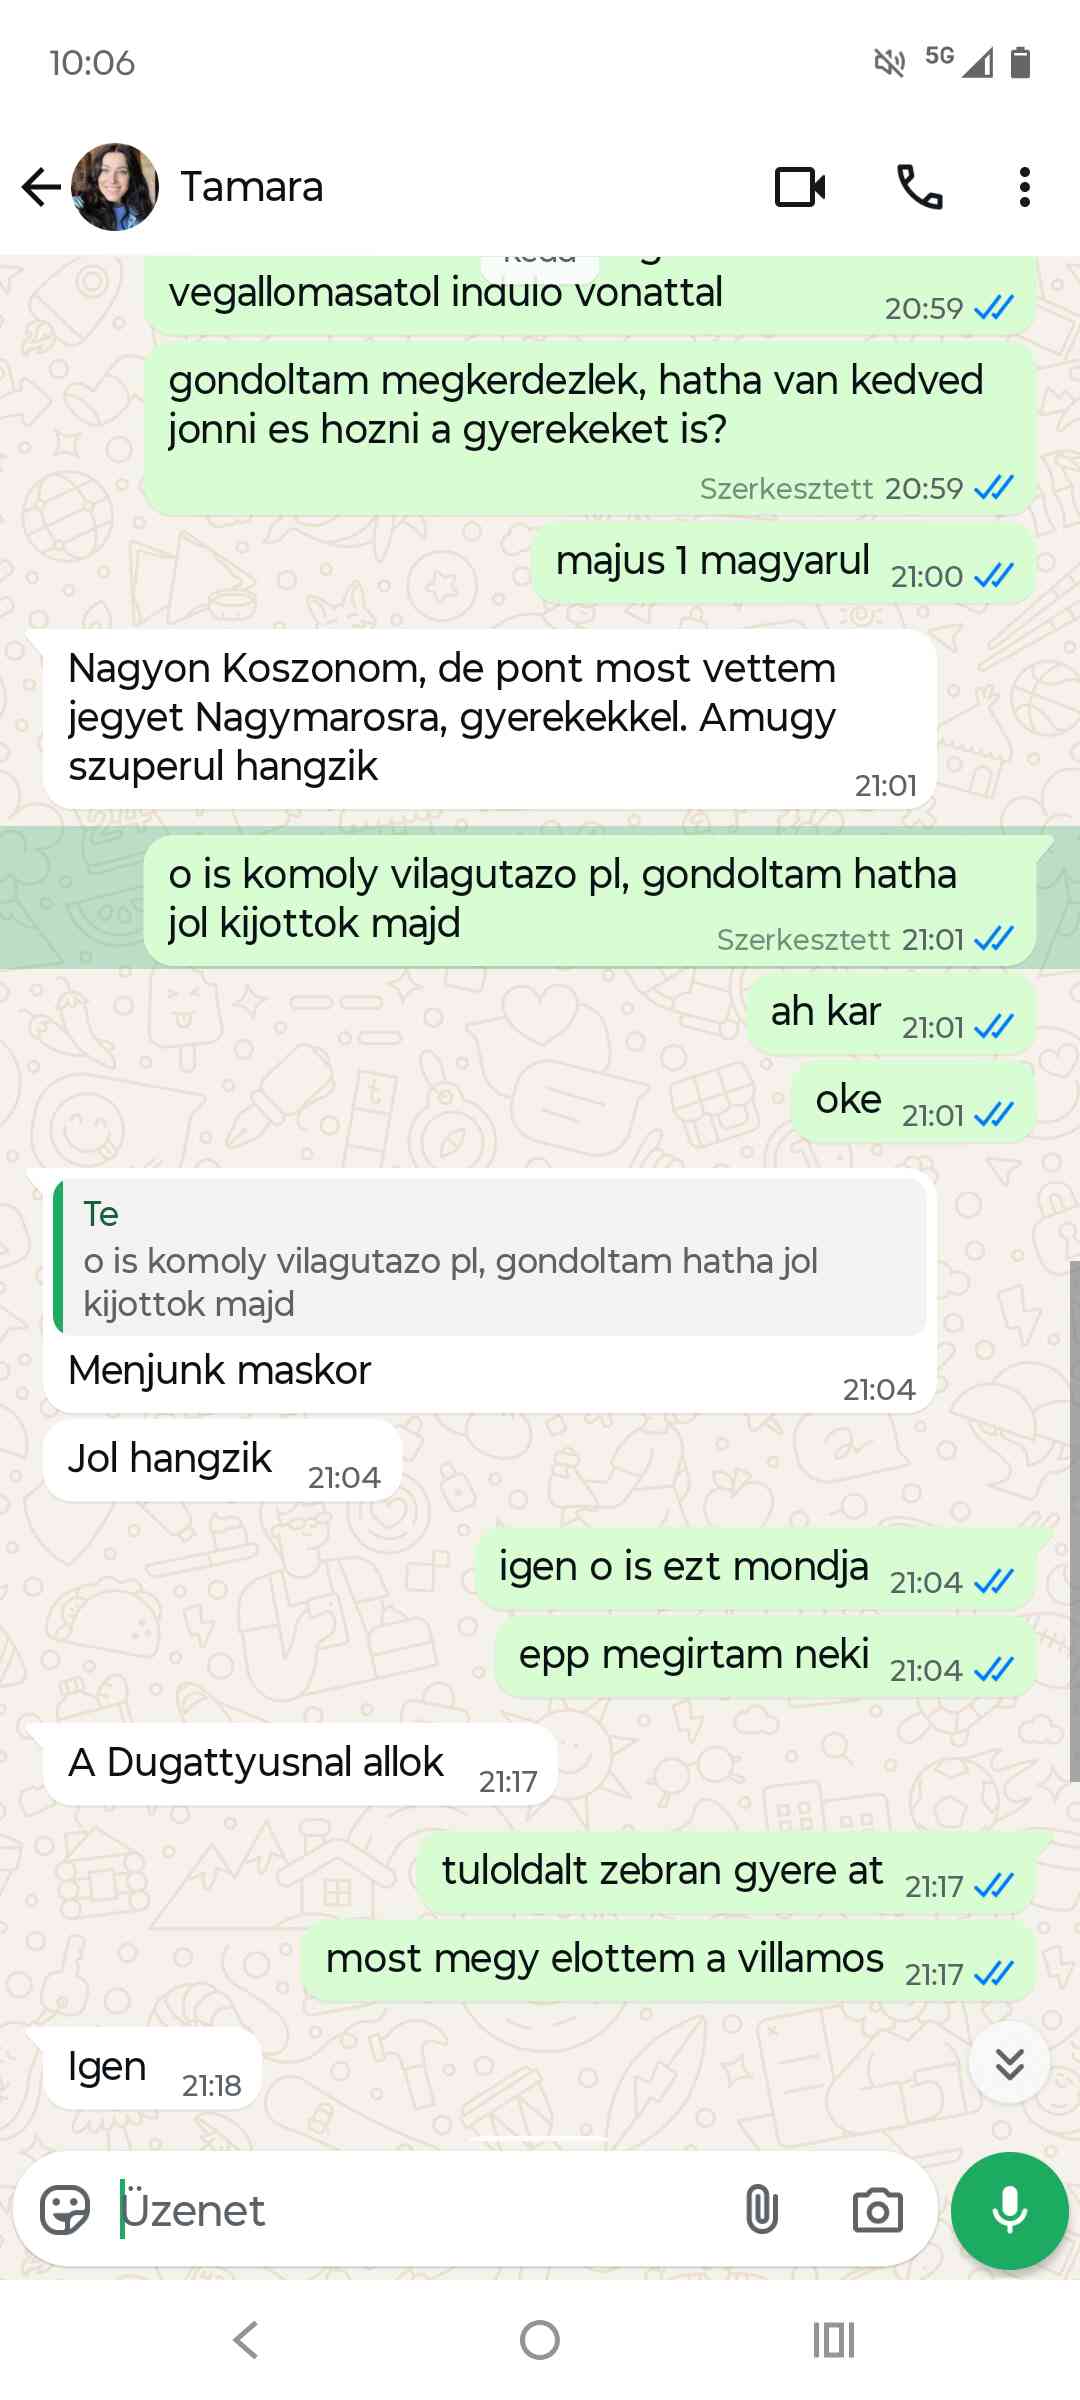 10:06
5G
Tamara
vegallomasatol indulo vonattal
20:59
gondoltam megkerdezlek, hatha van kedved
jonni es hozni a gyerekeket is?
Szerkesztett 20:59
majus 1 magyarul 21:00
Nagyon Koszonom, de pont most vettem
jegyet Nagymarosra, gyerekekkel. Amugy
szuperul hangzik
21:01
o is komoly vilagutazo pl, gondoltam hatha
jol kijottok majd
Szerkesztett 21:01
ah kar 21:01
oke 21:01
Te
o is komoly vilagutazo pl, gondoltam hatha jol
kijottok majd
Menjunk maskor
21:04
Jol hangzik 21:04
igen o is ezt mondja 21:04
epp megirtam neki 21:04
A Dugattyusnal allok 21:17
tuloldalt zebran gyere at 21:17
most megy elottem a villamos 21:17
Igen 21:18
Üzenet